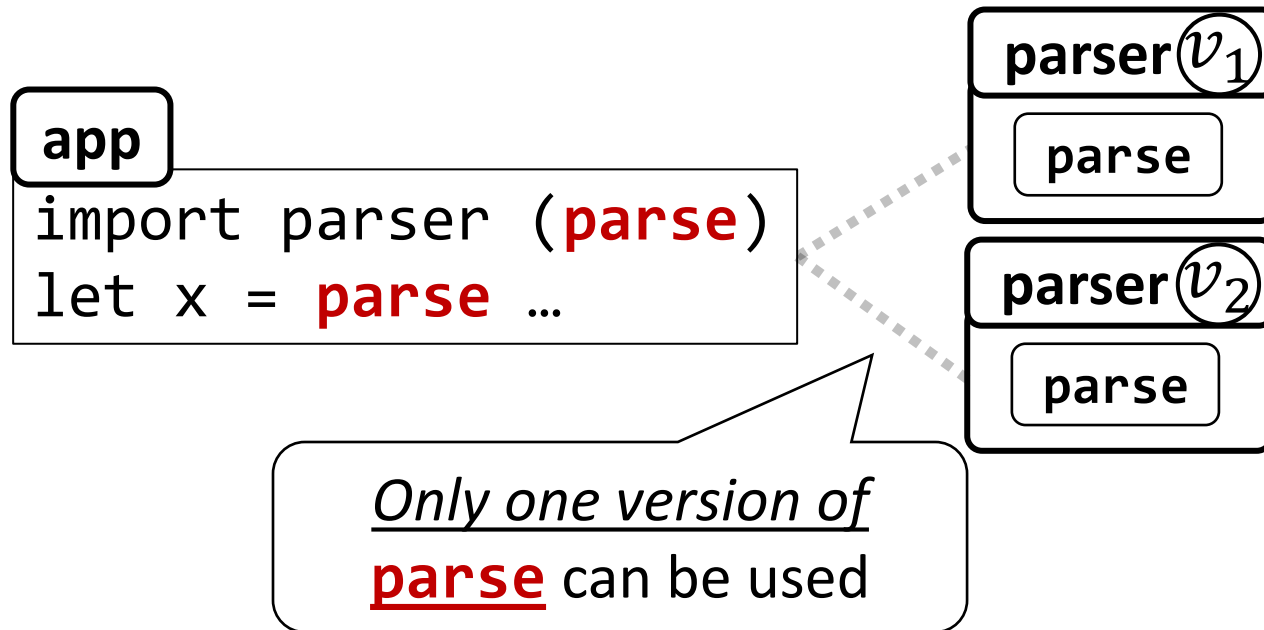 app
import parser (parse)
let x = parse …
parser v₁
parse
parser v₂
parse
Only one version of
parse can be used